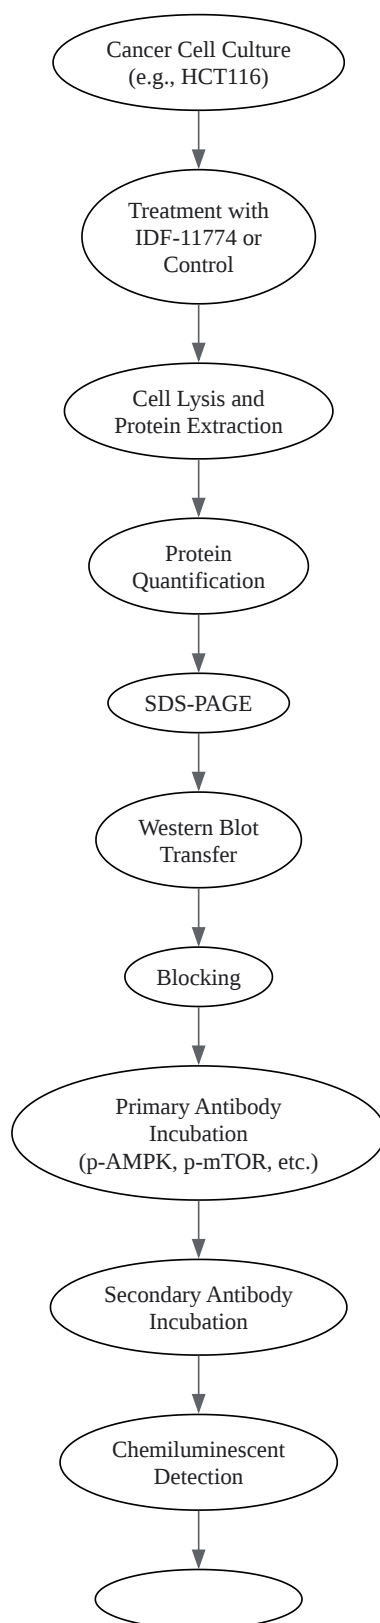 Cancer Cell Culture
(e.g., HCT116)
Treatment with
IDF-11774 or
Control
Cell Lysis and
Protein Extraction
Protein
Quantification
SDS-PAGE
Western Blot
Transfer
Blocking
Primary Antibody
Incubation
(p-AMPK, p-mTOR, etc.)
Secondary Antibody
Incubation
Chemiluminescent
Detection